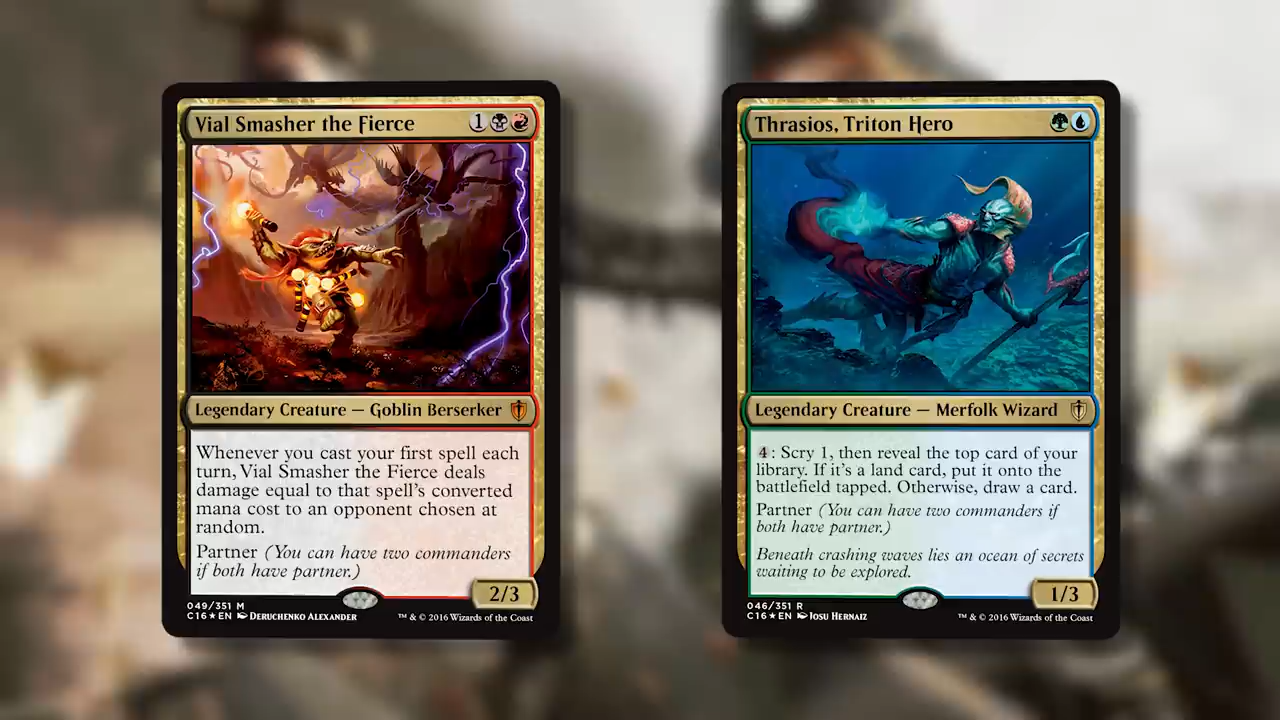 Vial Smasher the Fierce
1
Legendary Creature — Goblin Berserker
Whenever you cast your first spell each
turn, Vial Smasher the Fierce deals
damage equal to that spell's converted
mana cost to an opponent chosen at
random.
Partner (You can have two commanders
if both have partner.)
2/3
049/351 M
C16★EN DERUCHENKO ALEXANDER
™ & © 2016 Wizards of the Coast
Thrasios, Triton Hero
Legendary Creature — Merfolk Wizard
4: Scry 1, then reveal the top card of your
library. If it's a land card, put it onto the
battlefield tapped. Otherwise, draw a card.
Partner (You can have two commanders if
both have partner.)
Beneath crashing waves lies an ocean of secrets
waiting to be explored.
1/3
046/351 R
C16★EN JOSU HERNAIZ
™ & © 2016 Wizards of the Coast